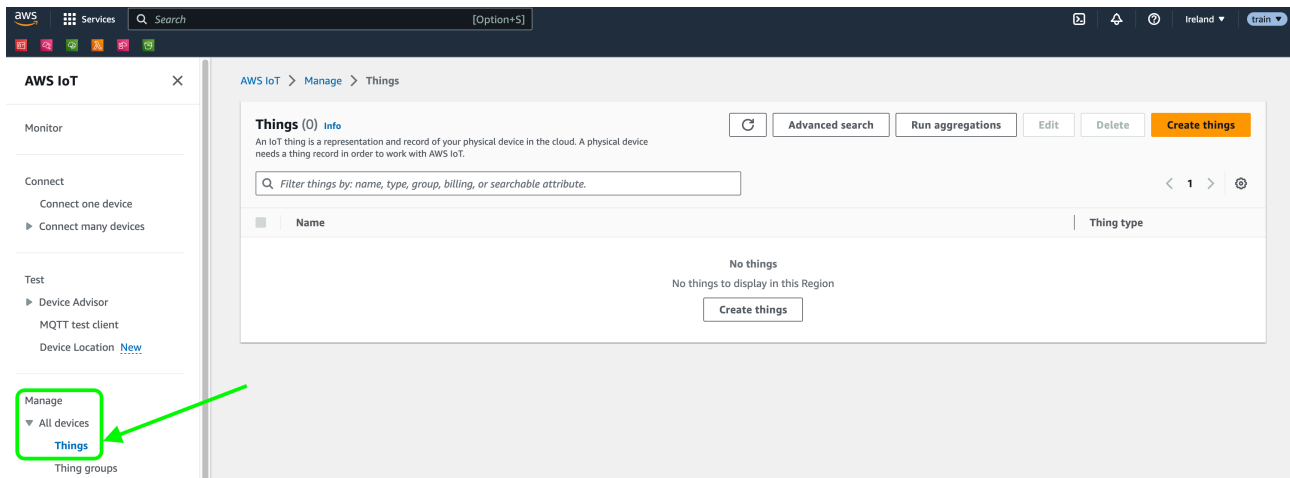 aws Services Search [Option+S] Ireland ▼ train ▼
AWS IoT
Monitor
Connect
Connect one device
Connect many devices
Test
Device Advisor
MQTT test client
Device Location New
Manage
All devices
Things
Thing groups
AWS IoT > Manage > Things
Things (0) Info
An IoT thing is a representation and record of your physical device in the cloud. A physical device
needs a thing record in order to work with AWS IoT.
Advanced search Run aggregations Edit Delete Create things
Filter things by: name, type, group, billing, or searchable attribute.
< 1 >
Name Thing type
No things
No things to display in this Region
Create things